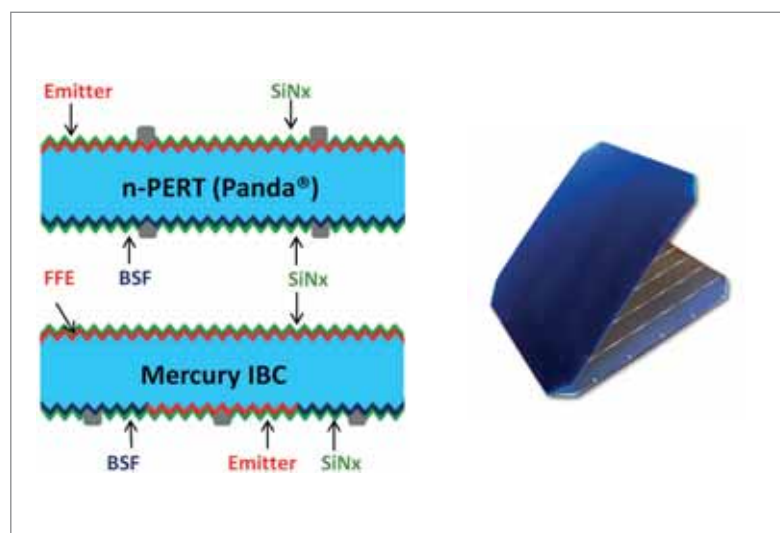 Emitter SiNx
n-PERT (Panda®)
FFE BSF SiNx
Mercury IBC
BSF Emitter SiNx